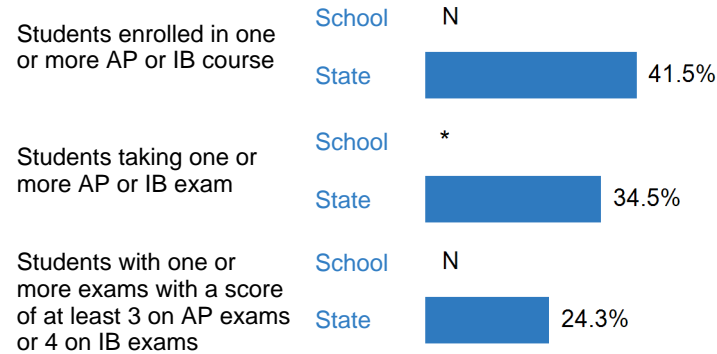 Students enrolled in one
or more AP or IB course
School N
State 41.5%
Students taking one or
more AP or IB exam
School *
State 34.5%
Students with one or
more exams with a score
of at least 3 on AP exams
or 4 on IB exams
School N
State 24.3%